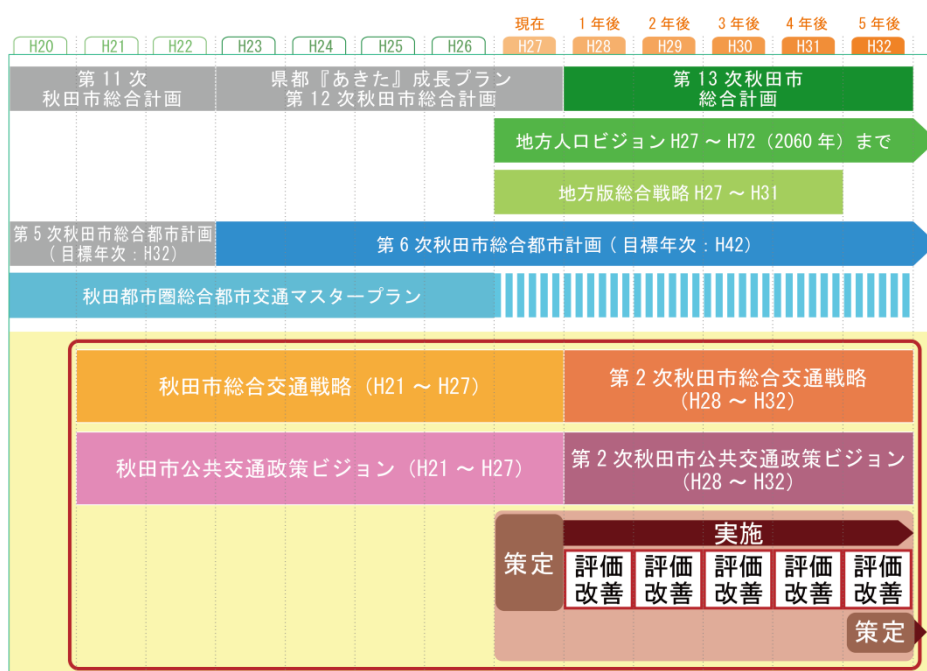 現在 1年後 2年後 3年後 4年後 5年後
H20 H21 H22 H23 H24 H25 H26 H27 H28 H29 H30 H31 H32
第11次
秋田市総合計画
県都『あきた』成長プラン
第12次秋田市総合計画
第13次秋田市
総合計画
地方人口ビジョン H27～H72（2060年）まで
地方版総合戦略 H27～H31
第5次秋田市総合都市計画
(目標年次：H32)
第6次秋田市総合都市計画(目標年次：H42)
秋田都市圏総合都市交通マスタープラン
秋田市総合交通戦略（H21～H27）
第2次秋田市総合交通戦略
(H28～H32)
秋田市公共交通政策ビジョン（H21～H27）
第2次秋田市公共交通政策ビジョン
(H28～H32)
策定
実施
評価 評価 評価 評価 評価
改善 改善 改善 改善 改善
策定